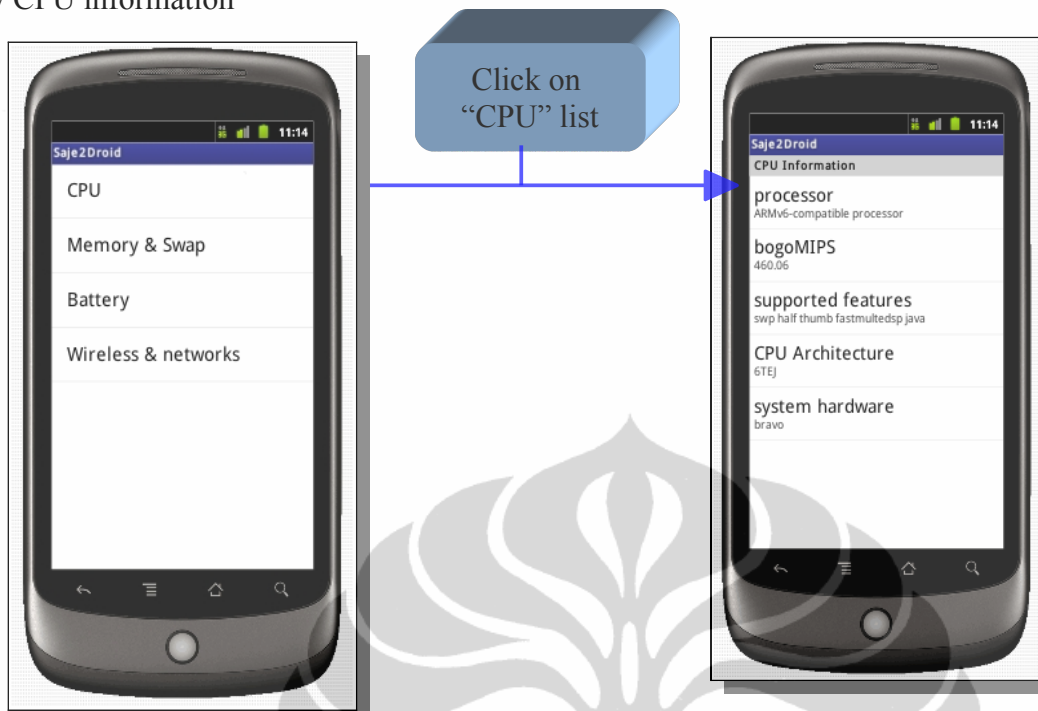 CPU information
11:14
Saje2Droid
CPU
Memory & Swap
Battery
Wireless & networks
Click on
“CPU” list
11:14
Saje2Droid
CPU Information
processor
ARMv6-compatible processor
bogoMIPS
460.06
supported features
swp half thumb fastmultedsp java
CPU Architecture
6TEJ
system hardware
bravo